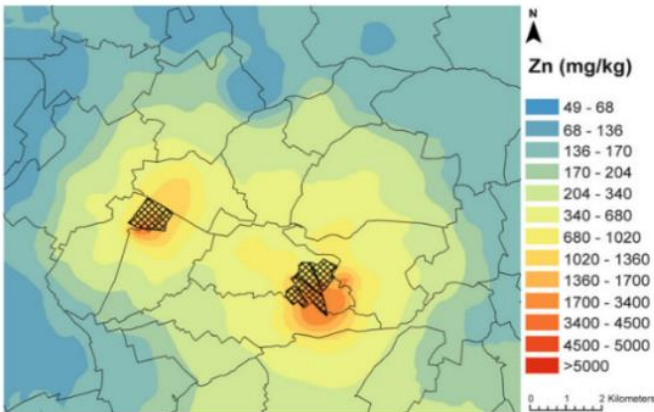 N
Zn (mg/kg)
49 - 68
68 - 136
136 - 170
170 - 204
204 - 340
340 - 680
680 - 1020
1020 - 1360
1360 - 1700
1700 - 3400
3400 - 4500
4500 - 5000
>5000
0 1 2 Kilometers